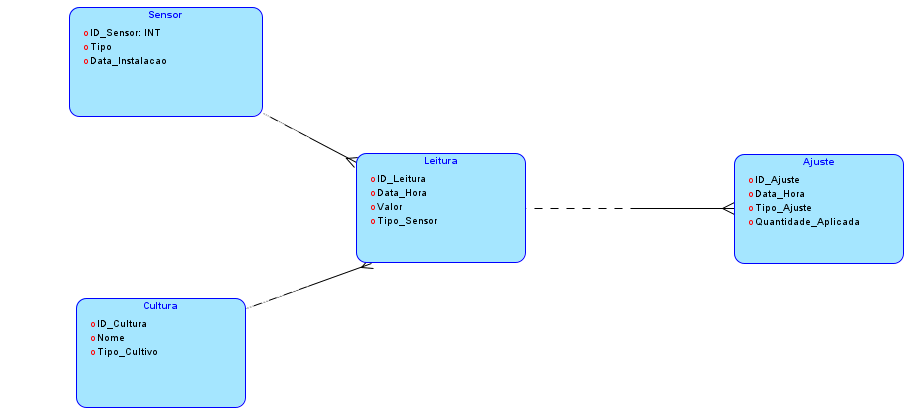 Sensor
ID_Sensor: INT
Tipo
Data_Instalacao
Leitura
ID_Leitura
Data_Hora
Valor
Tipo_Sensor
Ajuste
ID_Ajuste
Data_Hora
Tipo_Ajuste
Quantidade_Aplicada
Cultura
ID_Cultura
Nome
Tipo_Cultivo